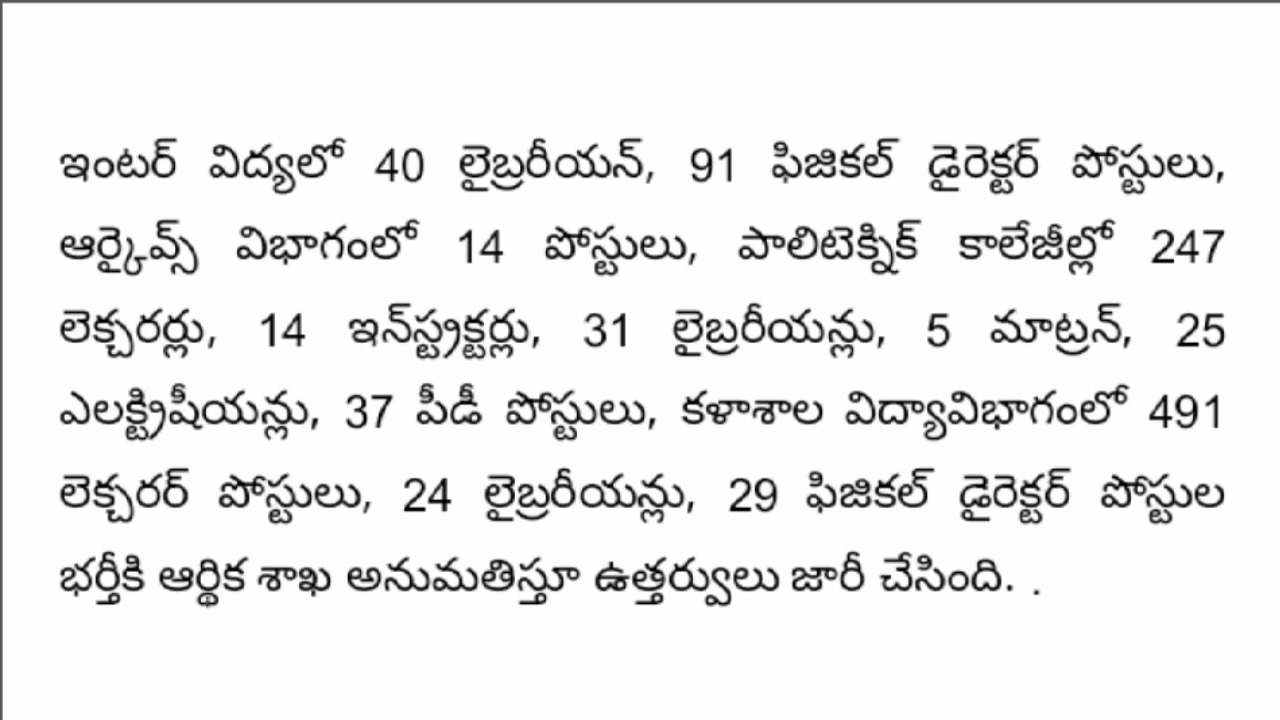 ఇంటర్ విద్యలో 40 లైబ్రరీయన్, 91 ఫిజికల్ డైరెక్టర్ పోస్టులు,
ఆర్కైవ్స్ విభాగంలో 14 పోస్టులు, పాలిటెక్నిక్ కాలేజీల్లో 247
లెక్చరర్లు, 14 ఇన్‌స్ట్రక్టర్లు, 31 లైబ్రరీయన్లు, 5 మాట్రన్, 25
ఎలక్ట్రిషీయన్లు, 37 పీడీ పోస్టులు, కళాశాల విద్యావిభాగంలో 491
లెక్చరర్ పోస్టులు, 24 లైబ్రరీయన్లు, 29 ఫిజికల్ డైరెక్టర్ పోస్టుల
భర్తీకి ఆర్థిక శాఖ అనుమతిస్తూ ఉత్తర్వులు జారీ చేసింది. .